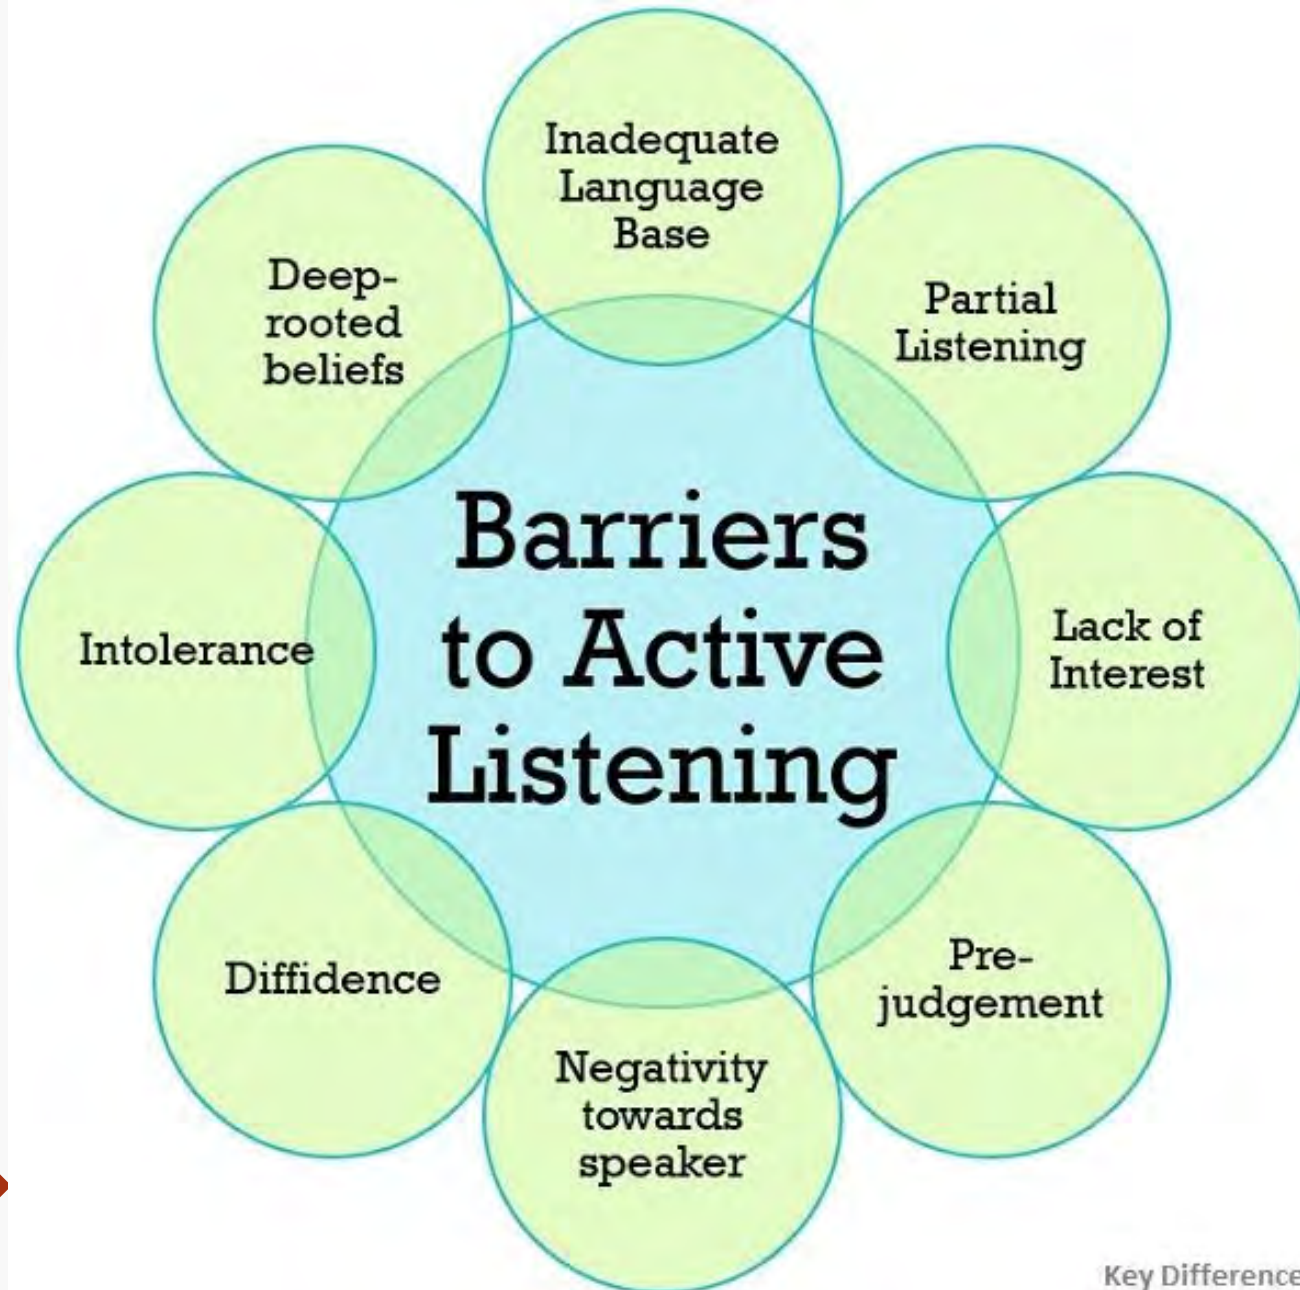 Inadequate
Language
Base
Partial
Listening
Lack of
Interest
Pre-
judgement
Negativity
towards
speaker
Diffidence
Intolerance
Deep-
rooted
beliefs
Barriers
to Active
Listening
Key Difference